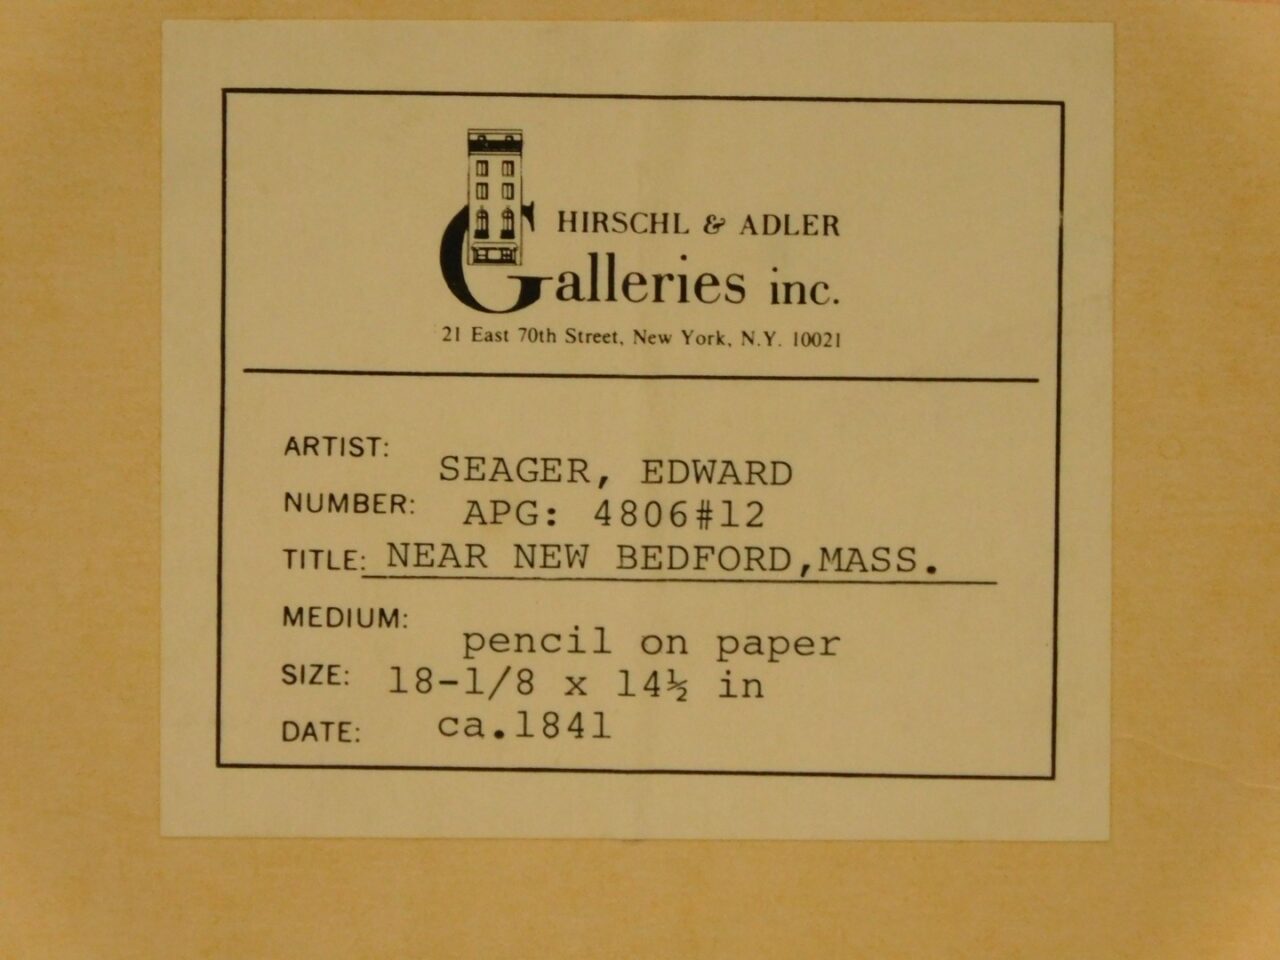 HIRSCHL & ADLER
Galleries inc.
21 East 70th Street, New York, N.Y. 10021
ARTIST: SEAGER, EDWARD
NUMBER: APG: 4806#12
TITLE: NEAR NEW BEDFORD,MASS.
MEDIUM: pencil on paper
SIZE: 18-1/8 x 14½ in
DATE: ca.1841